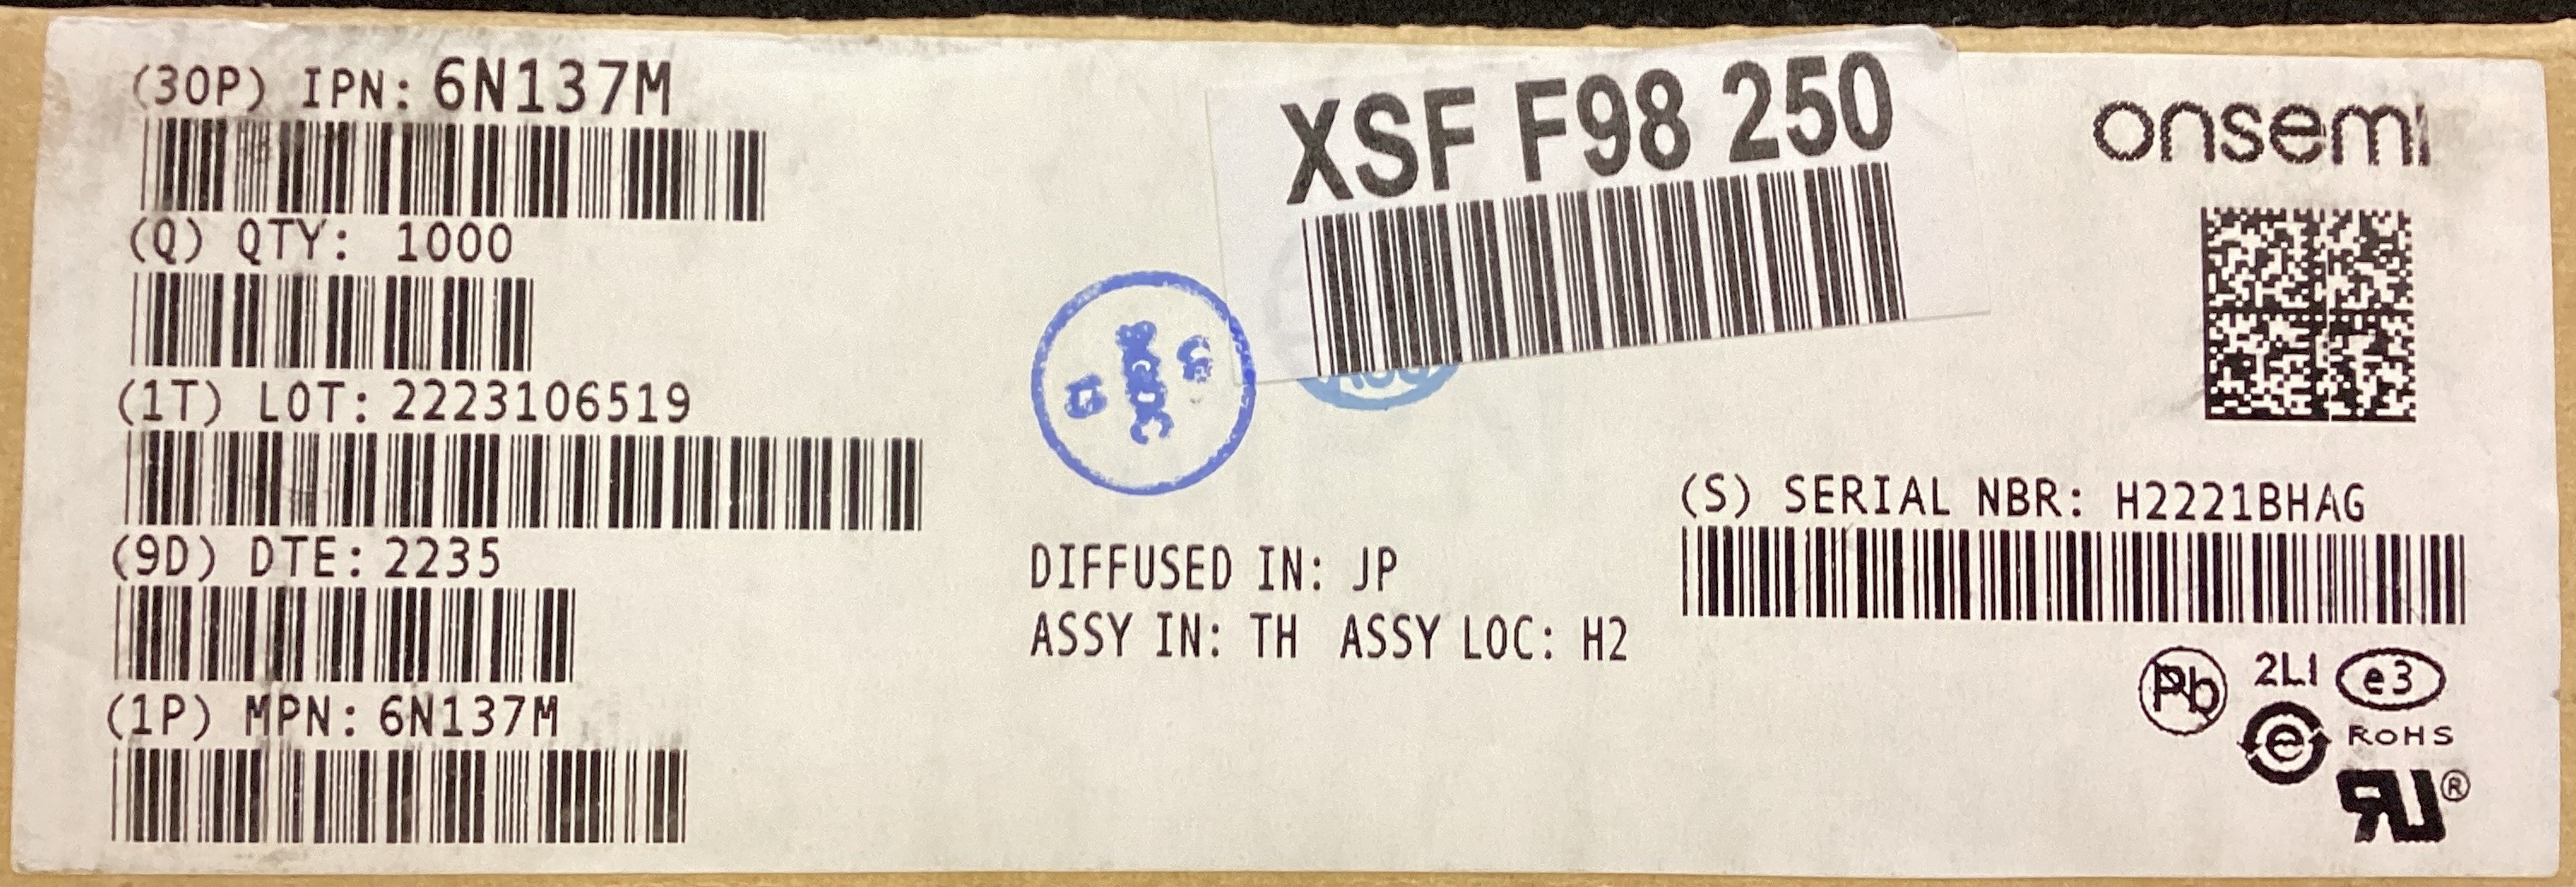 (30P) IPN: 6N137M
(Q) QTY: 1000
(1T) LOT: 2223106519
(9D) DTE: 2235
(1P) MPN: 6N137M
XSF F98 250
onsemi
(S) SERIAL NBR: H2221BHAG
DIFFUSED IN: JP
ASSY IN: TH ASSY LOC: H2
Pb 2LI e3
e RoHS
RU®